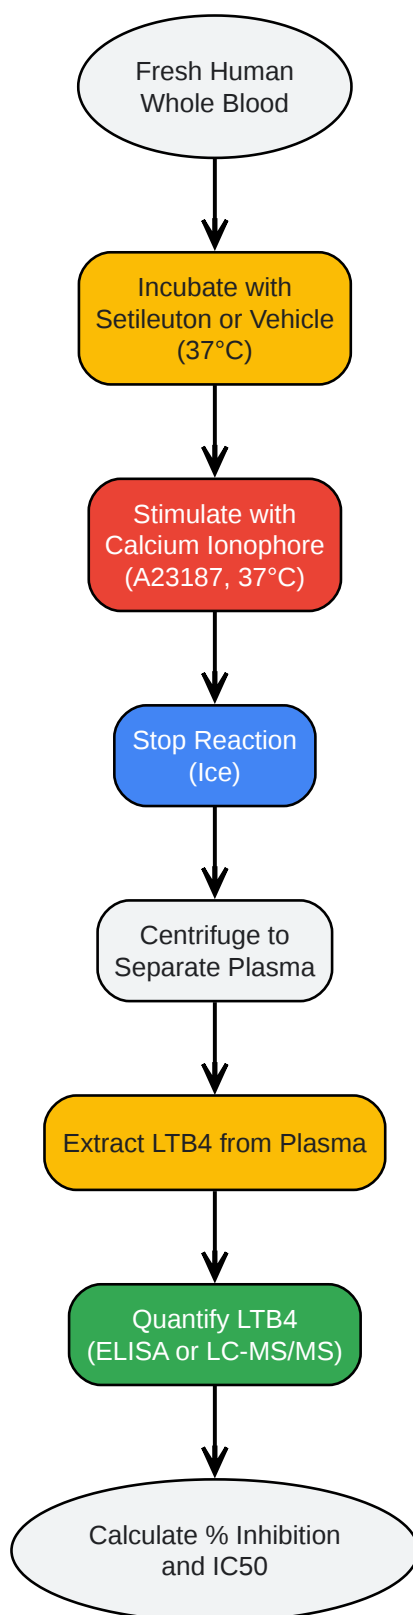 Fresh Human
Whole Blood
Incubate with
Setileuton or Vehicle
(37°C)
Stimulate with
Calcium Ionophore
(A23187, 37°C)
Stop Reaction
(Ice)
Centrifuge to
Separate Plasma
Extract LTB4 from Plasma
Quantify LTB4
(ELISA or LC-MS/MS)
Calculate % Inhibition
and IC50